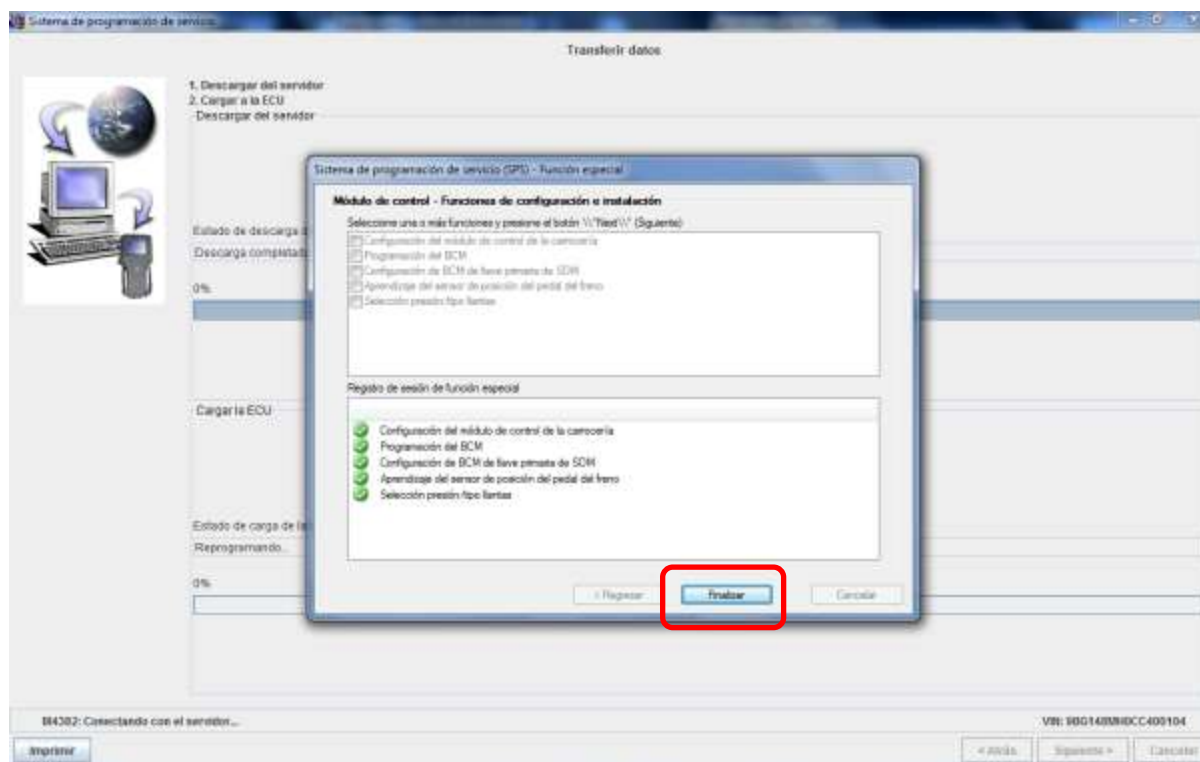 Sistema de programación de servicio
Transferir datos
1. Descargar del servidor
2. Cargar a la ECU
Descargar del servidor
Estado de descarga
Descarga completada
0%
Cargar la ECU
Estado de carga de la
Reprogramando...
0%
Sistema de programación de servicio (SPS) - Función especial
Módulo de control - Funciones de configuración e instalación
Seleccione una o más funciones y presione el botón \\"Next\\" (Siguiente)
Configuración del módulo de control de la carrocería
Programación del BCM
Configuración de BCM de llave primaria de SDM
Aprendizaje del sensor de posición del pedal del freno
Selección presión tipo llantas
Registro de sesión de función especial
Configuración del módulo de control de la carrocería
Programación del BCM
Configuración de BCM de llave primaria de SDM
Aprendizaje del sensor de posición del pedal del freno
Selección presión tipo llantas
< Regresar
Finalizar
Cancelar
Conectando con el servidor...
VIN:
Imprimir
< Atrás
Siguiente >
Cancelar